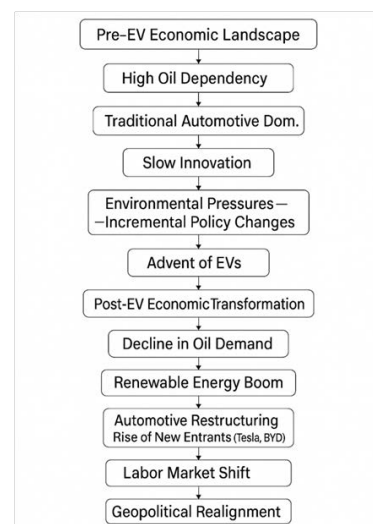 Pre–EV Economic Landscape
High Oil Dependency
Traditional Automotive Dom.
Slow Innovation
Environmental Pressures —
—Incremental Policy Changes
Advent of EVs
Post-EV Economic Transformation
Decline in Oil Demand
Renewable Energy Boom
Automotive Restructuring
Rise of New Entrants (Tesla, BYD)
Labor Market Shift
Geopolitical Realignment